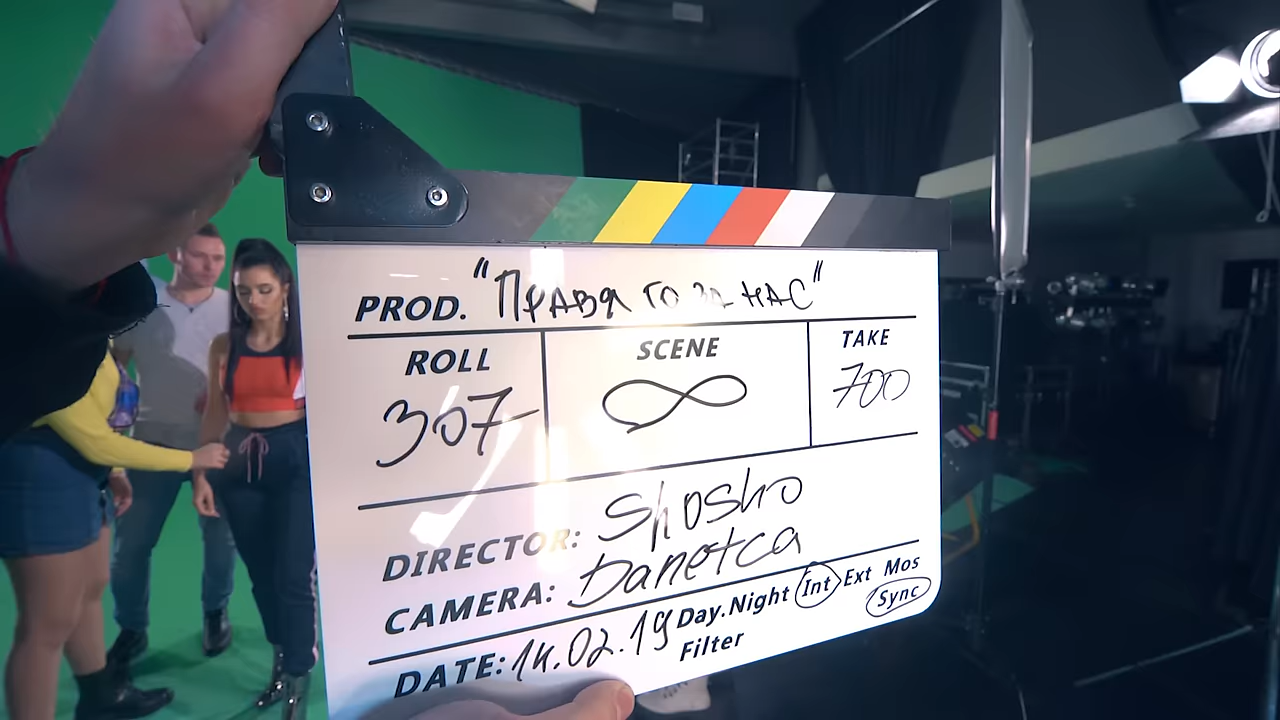 PROD. "Правя го за нас"
ROLL SCENE TAKE
307 ∞ 700
DIRECTOR: Shosho
CAMERA: Danetca
DATE: 14.02.19 Day.Night Int Ext Mos
Filter Sync